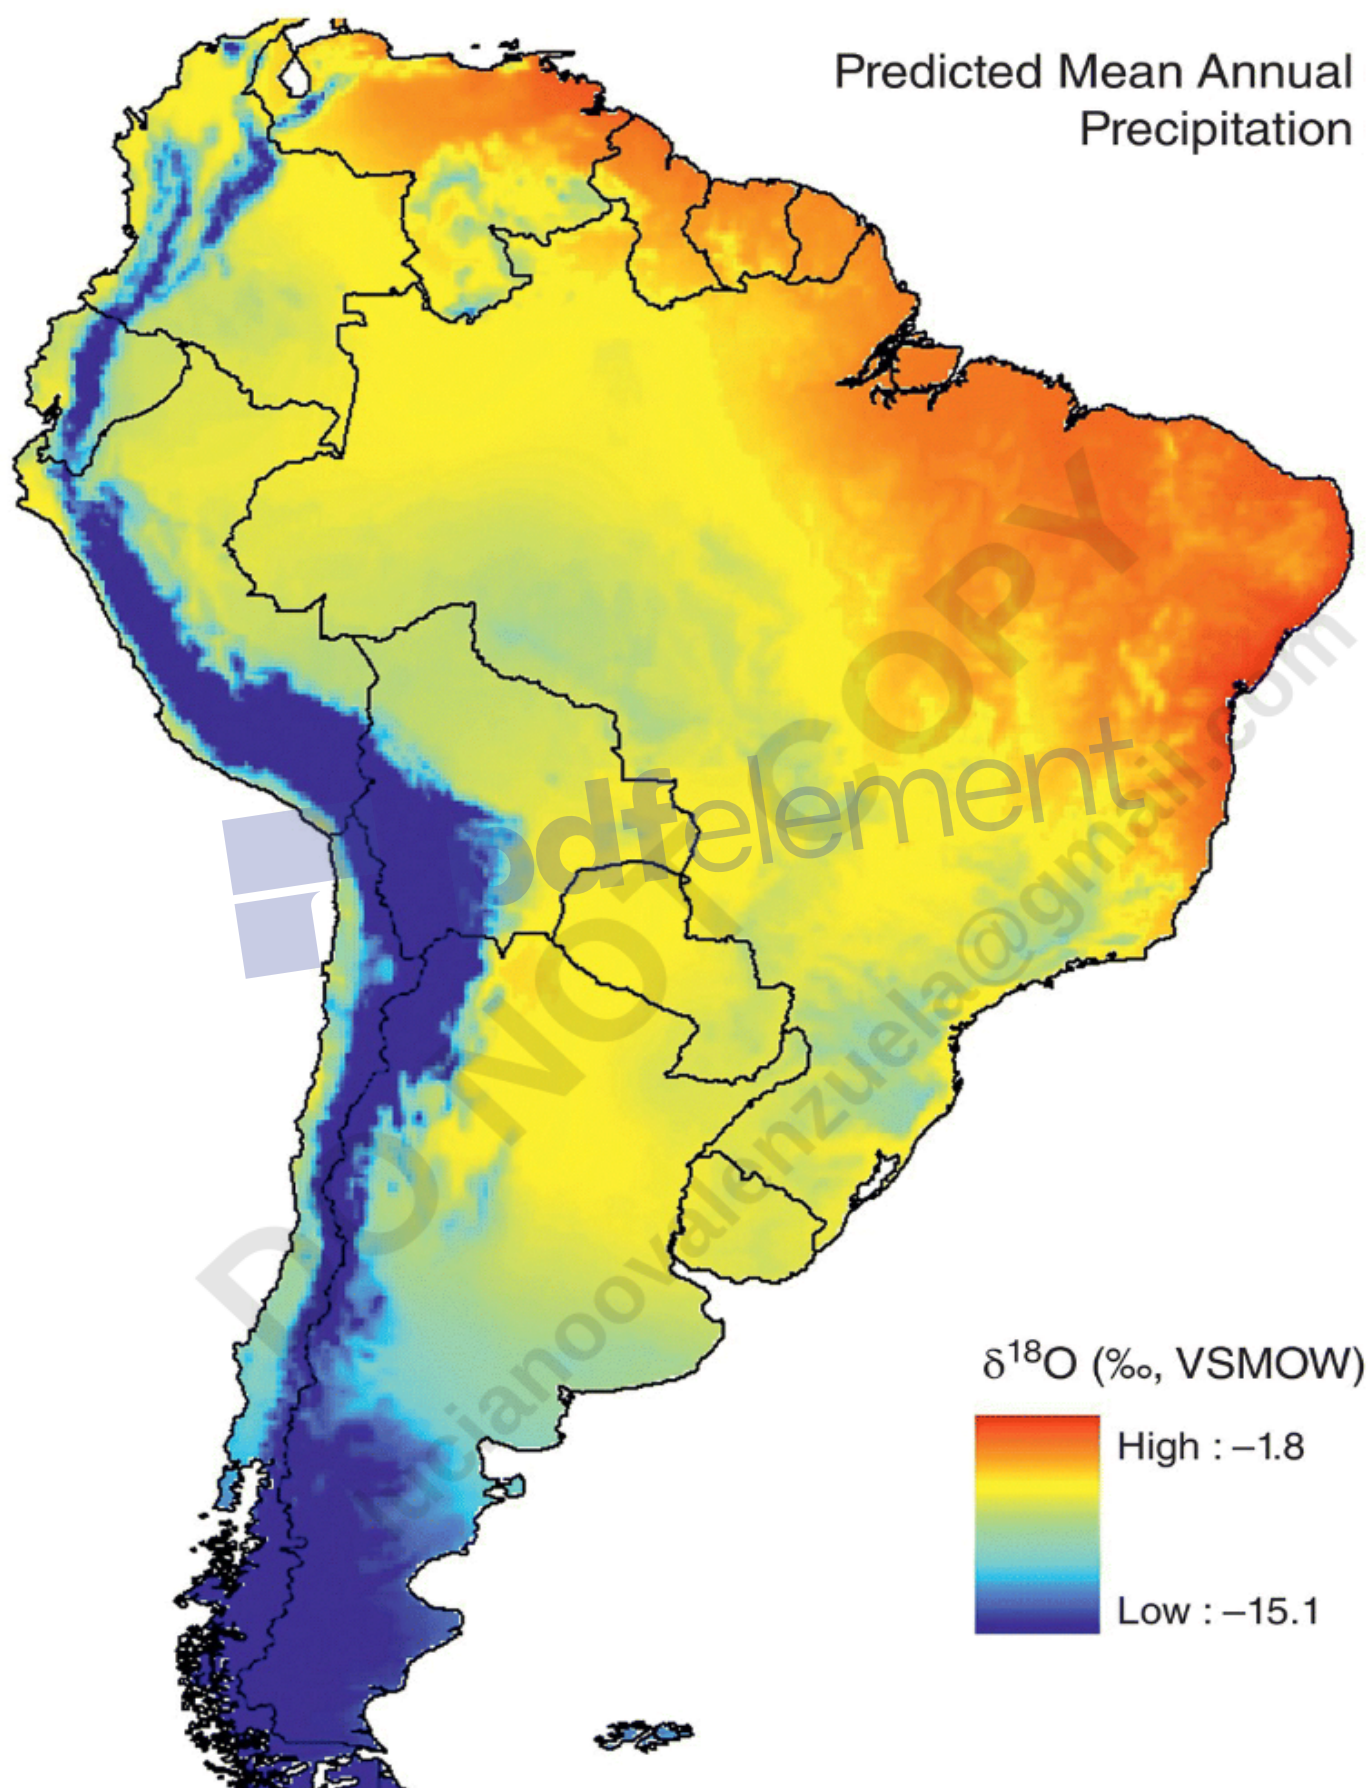 Predicted Mean Annual
Precipitation
pdfelement
DO NOT COPY
lucianoovalenzuela@gmail.com
δ¹⁸O (‰, VSMOW)
High : –1.8
Low : –15.1